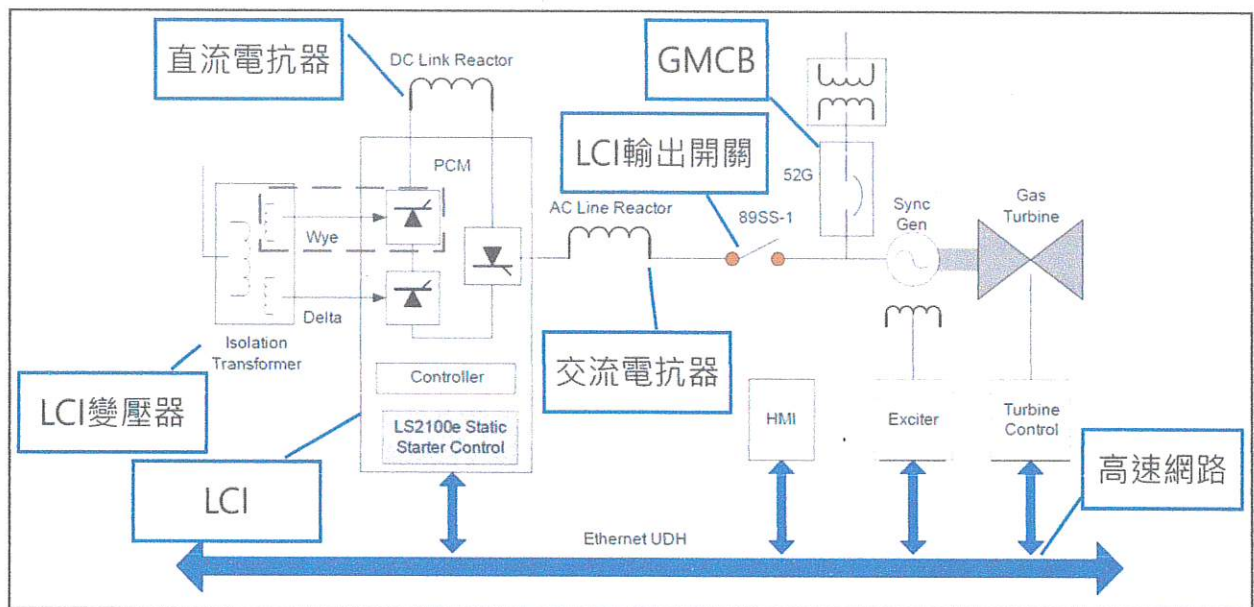 直流電抗器
DC Link Reactor
GMCB
LCI輸出開關
PCM
52G
AC Line Reactor
89SS-1
Sync
Gen
Gas
Turbine
Wye
Delta
Isolation
Transformer
LCI變壓器
Controller
LS2100e Static
Starter Control
交流電抗器
HMI
Exciter
Turbine
Control
高速網路
LCI
Ethernet UDH